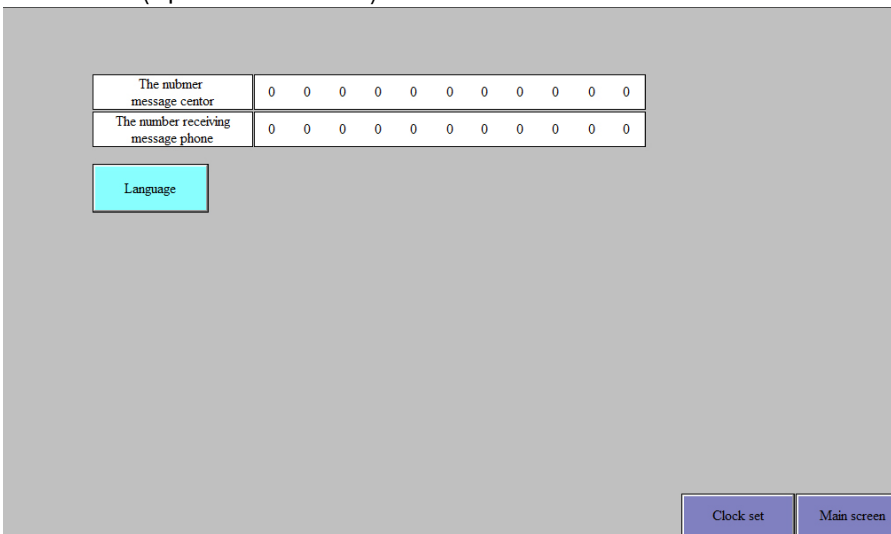 The nubmer
message centor
0 0 0 0 0 0 0 0 0 0 0
The number receiving
message phone
0 0 0 0 0 0 0 0 0 0 0
Language
Clock set
Main screen